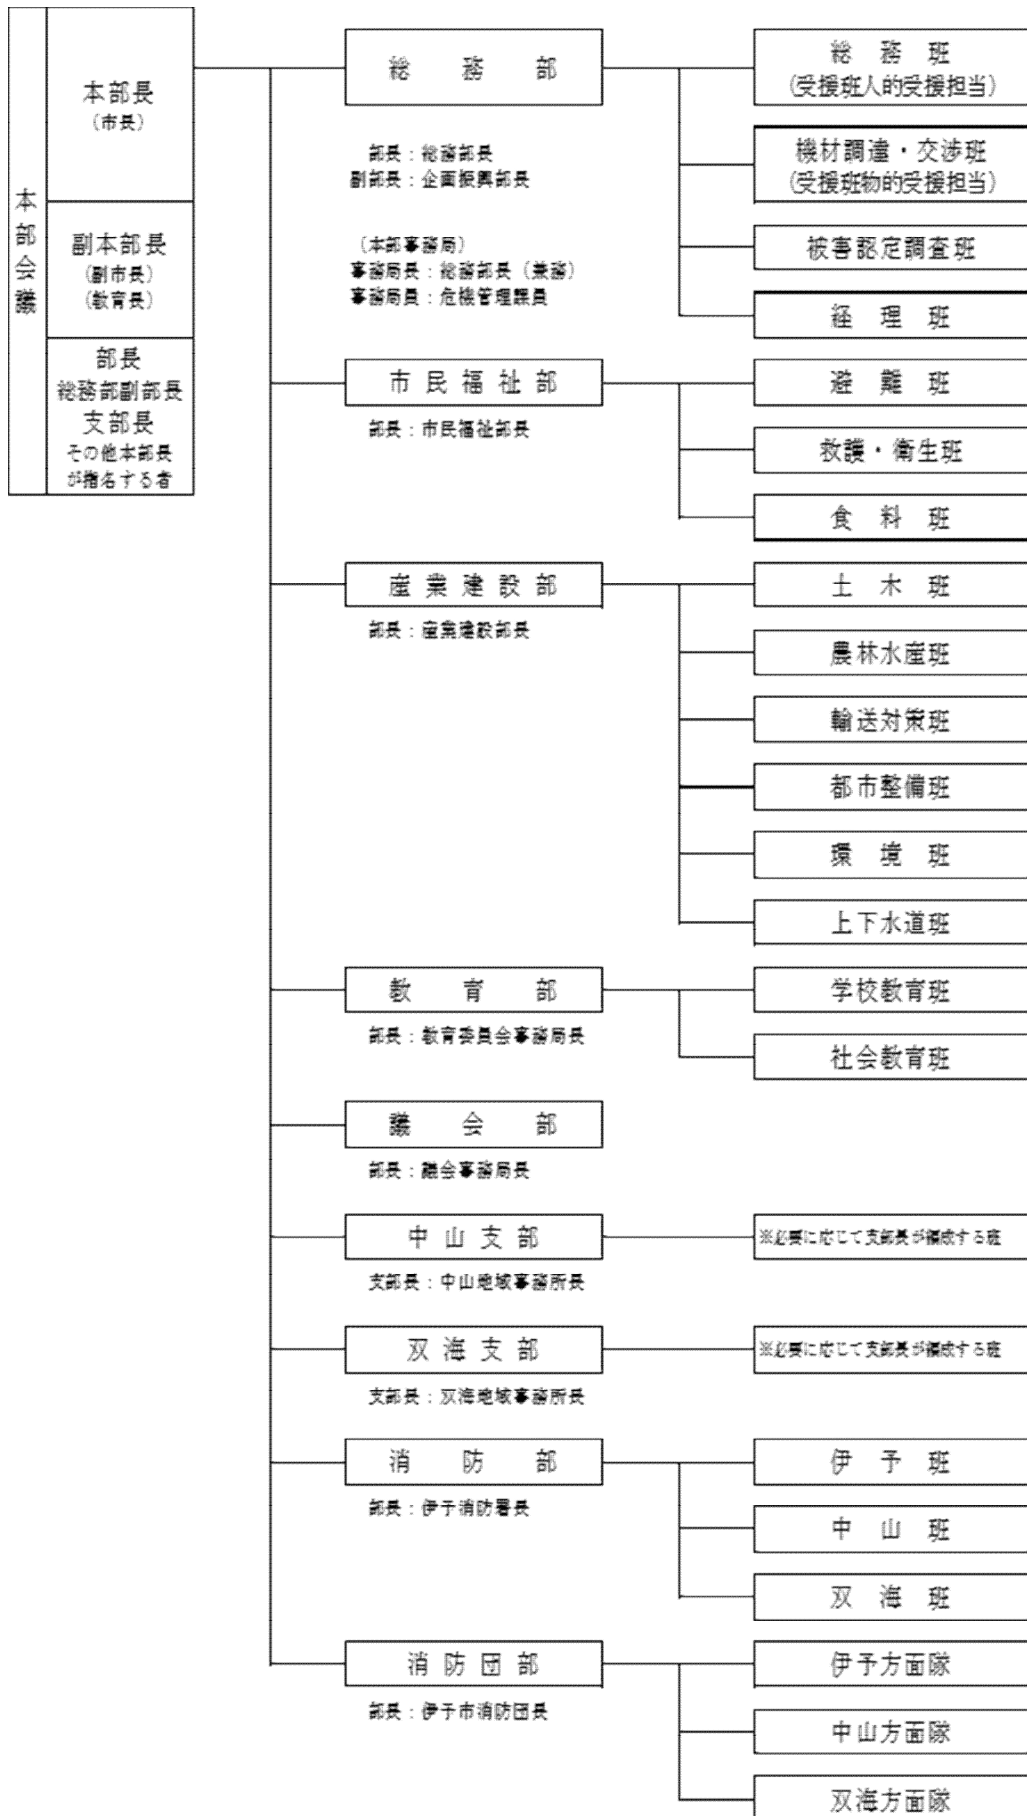 本部会議
本部長
(市長)
副本部長
(副市長)
(教育長)
部長
総務部副部長
支部長
その他本部長
が指名する者
総務部
部長：総務部長
副部長：企画振興部長
(本部事務局)
事務局長：総務部長(兼務)
事務局員：危機管理課員
総務班
(受援班人的受援担当)
機材調達・交渉班
(受援班物的受援担当)
被害認定調査班
経理班
市民福祉部
部長：市民福祉部長
避難班
救護・衛生班
食料班
産業建設部
部長：産業建設部長
土木班
農林水産班
輸送対策班
都市整備班
環境班
上下水道班
教育部
部長：教育委員会事務局長
学校教育班
社会教育班
議会部
部長：議会事務局長
中山支部
支部長：中山地域事務所長
※必要に応じて支部長が編成する班
双海支部
支部長：双海地域事務所長
※必要に応じて支部長が編成する班
消防部
部長：伊予消防署長
伊予班
中山班
双海班
消防団部
部長：伊予市消防団長
伊予方面隊
中山方面隊
双海方面隊